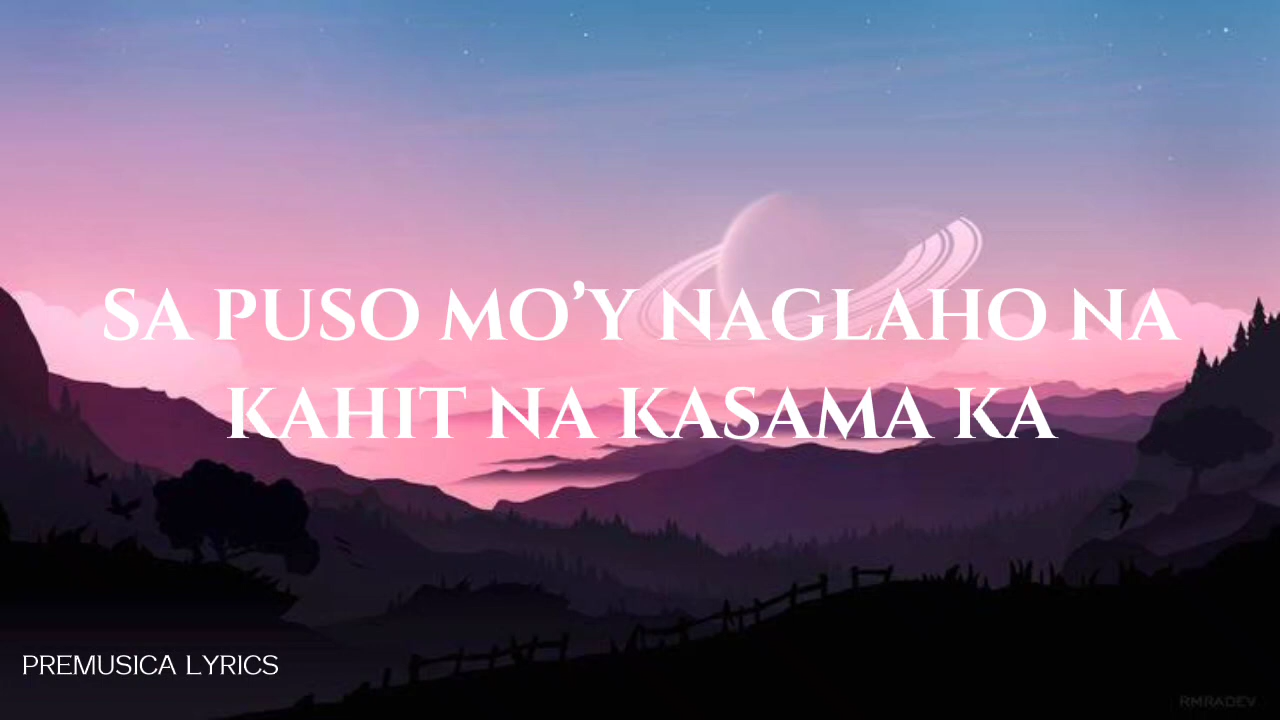 SA PUSO MO’Y NAGLAHO NA
KAHIT NA KASAMA KA
PREMUSICA LYRICS
RMRADEV